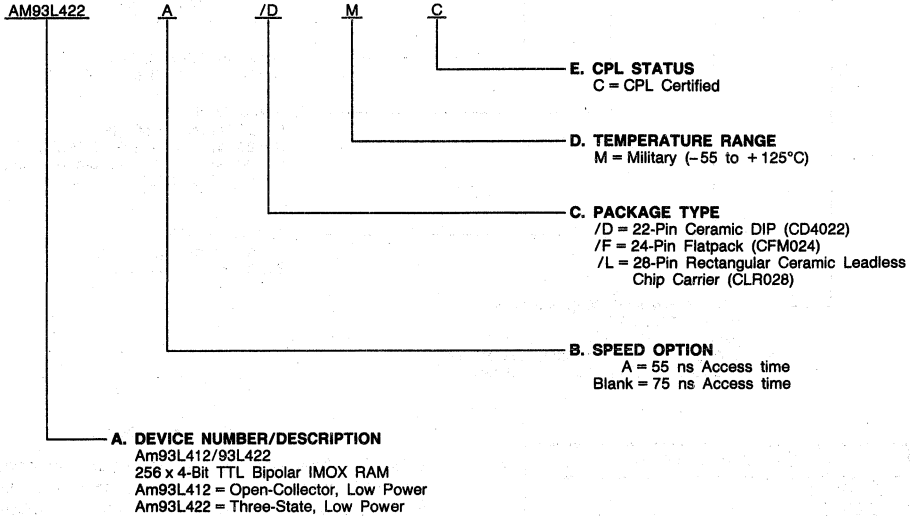 AM93L422 A /D M C
E. CPL STATUS
C = CPL Certified
D. TEMPERATURE RANGE
M = Military (−55 to +125°C)
C. PACKAGE TYPE
/D = 22-Pin Ceramic DIP (CD4022)
/F = 24-Pin Flatpack (CFM024)
/L = 28-Pin Rectangular Ceramic Leadless
Chip Carrier (CLR028)
B. SPEED OPTION
A = 55 ns Access time
Blank = 75 ns Access time
A. DEVICE NUMBER/DESCRIPTION
Am93L412/93L422
256 x 4-Bit TTL Bipolar IMOX RAM
Am93L412 = Open-Collector, Low Power
Am93L422 = Three-State, Low Power